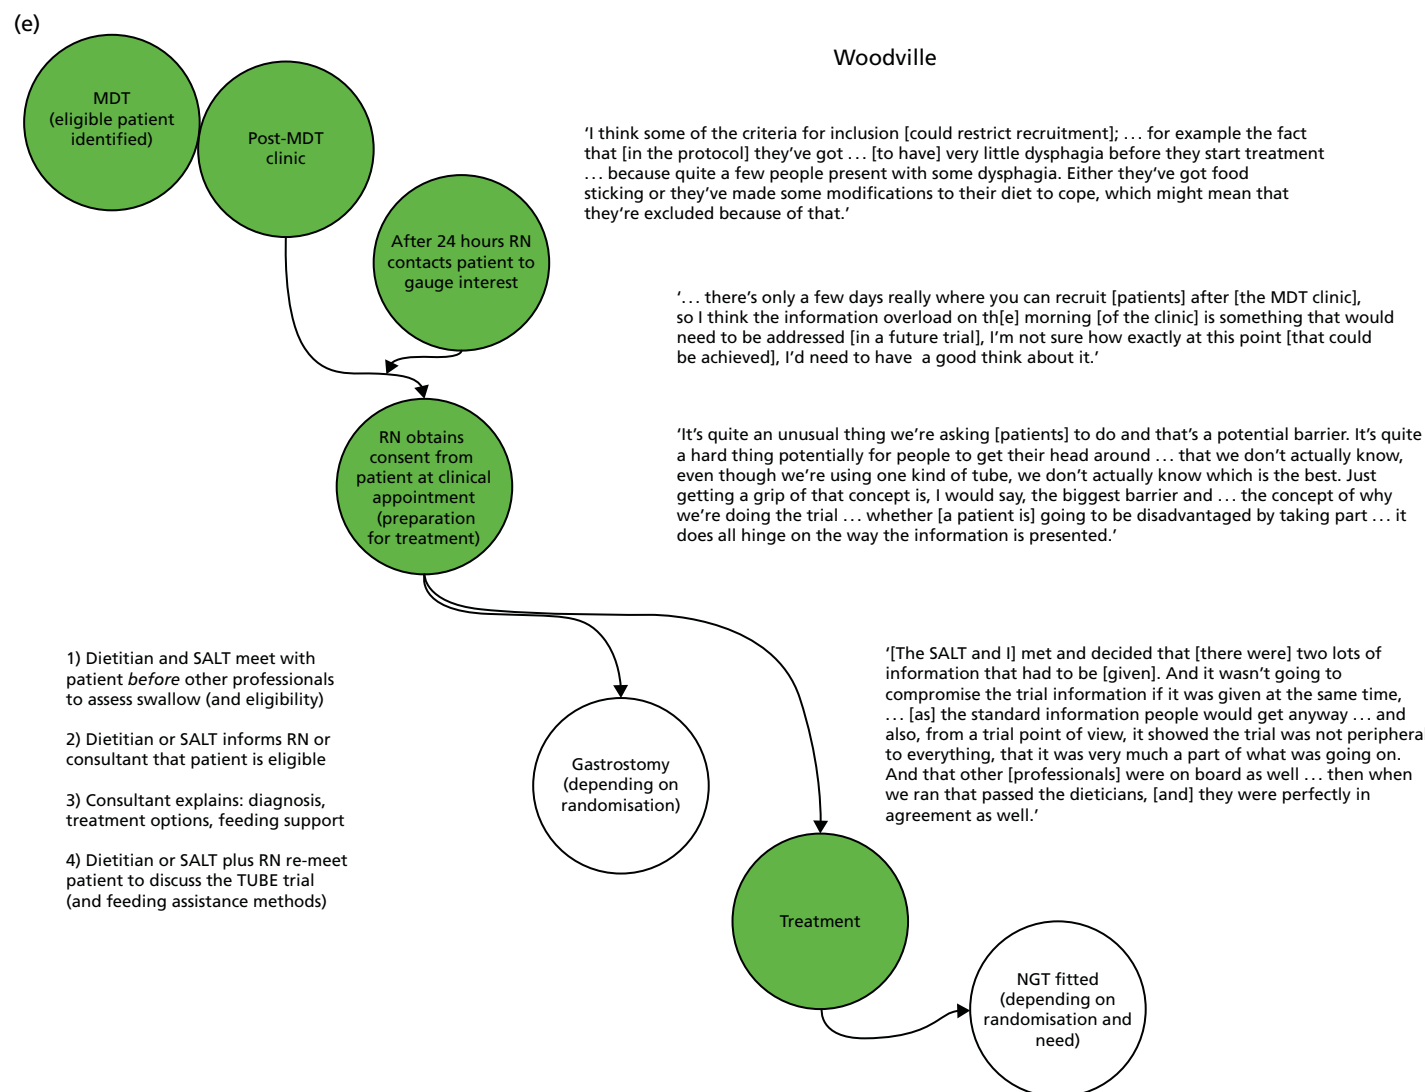 (e)
Woodville
MDT
(eligible patient
identified)
Post-MDT
clinic
After 24 hours RN
contacts patient to
gauge interest
RN obtains
consent from
patient at clinical
appointment
(preparation
for treatment)
'I think some of the criteria for inclusion [could restrict recruitment]; ... for example the fact
that [in the protocol] they've got ... [to have] very little dysphagia before they start treatment
... because quite a few people present with some dysphagia. Either they've got food
sticking or they've made some modifications to their diet to cope, which might mean that
they're excluded because of that.'
'... there's only a few days really where you can recruit [patients] after [the MDT clinic],
so I think the information overload on th[e] morning [of the clinic] is something that would
need to be addressed [in a future trial], I'm not sure how exactly at this point [that could
be achieved], I'd need to have a good think about it.'
'It's quite an unusual thing we're asking [patients] to do and that's a potential barrier. It's quite
a hard thing potentially for people to get their head around ... that we don't actually know,
even though we're using one kind of tube, we don't actually know which is the best. Just
getting a grip of that concept is, I would say, the biggest barrier and ... the concept of why
we're doing the trial ... whether [a patient is] going to be disadvantaged by taking part ... it
does all hinge on the way the information is presented.'
1) Dietitian and SALT meet with
patient before other professionals
to assess swallow (and eligibility)
2) Dietitian or SALT informs RN or
consultant that patient is eligible
3) Consultant explains: diagnosis,
treatment options, feeding support
4) Dietitian or SALT plus RN re-meet
patient to discuss the TUBE trial
(and feeding assistance methods)
Gastrostomy
(depending on
randomisation)
'[The SALT and I] met and decided that [there were] two lots of
information that had to be [given]. And it wasn't going to
compromise the trial information if it was given at the same time,
... [as] the standard information people would get anyway ... and
also, from a trial point of view, it showed the trial was not periphera
to everything, that it was very much a part of what was going on.
And that other [professionals] were on board as well ... then when
we ran that passed the dieticians, [and] they were perfectly in
agreement as well.'
Treatment
NGT fitted
(depending on
randomisation and
need)